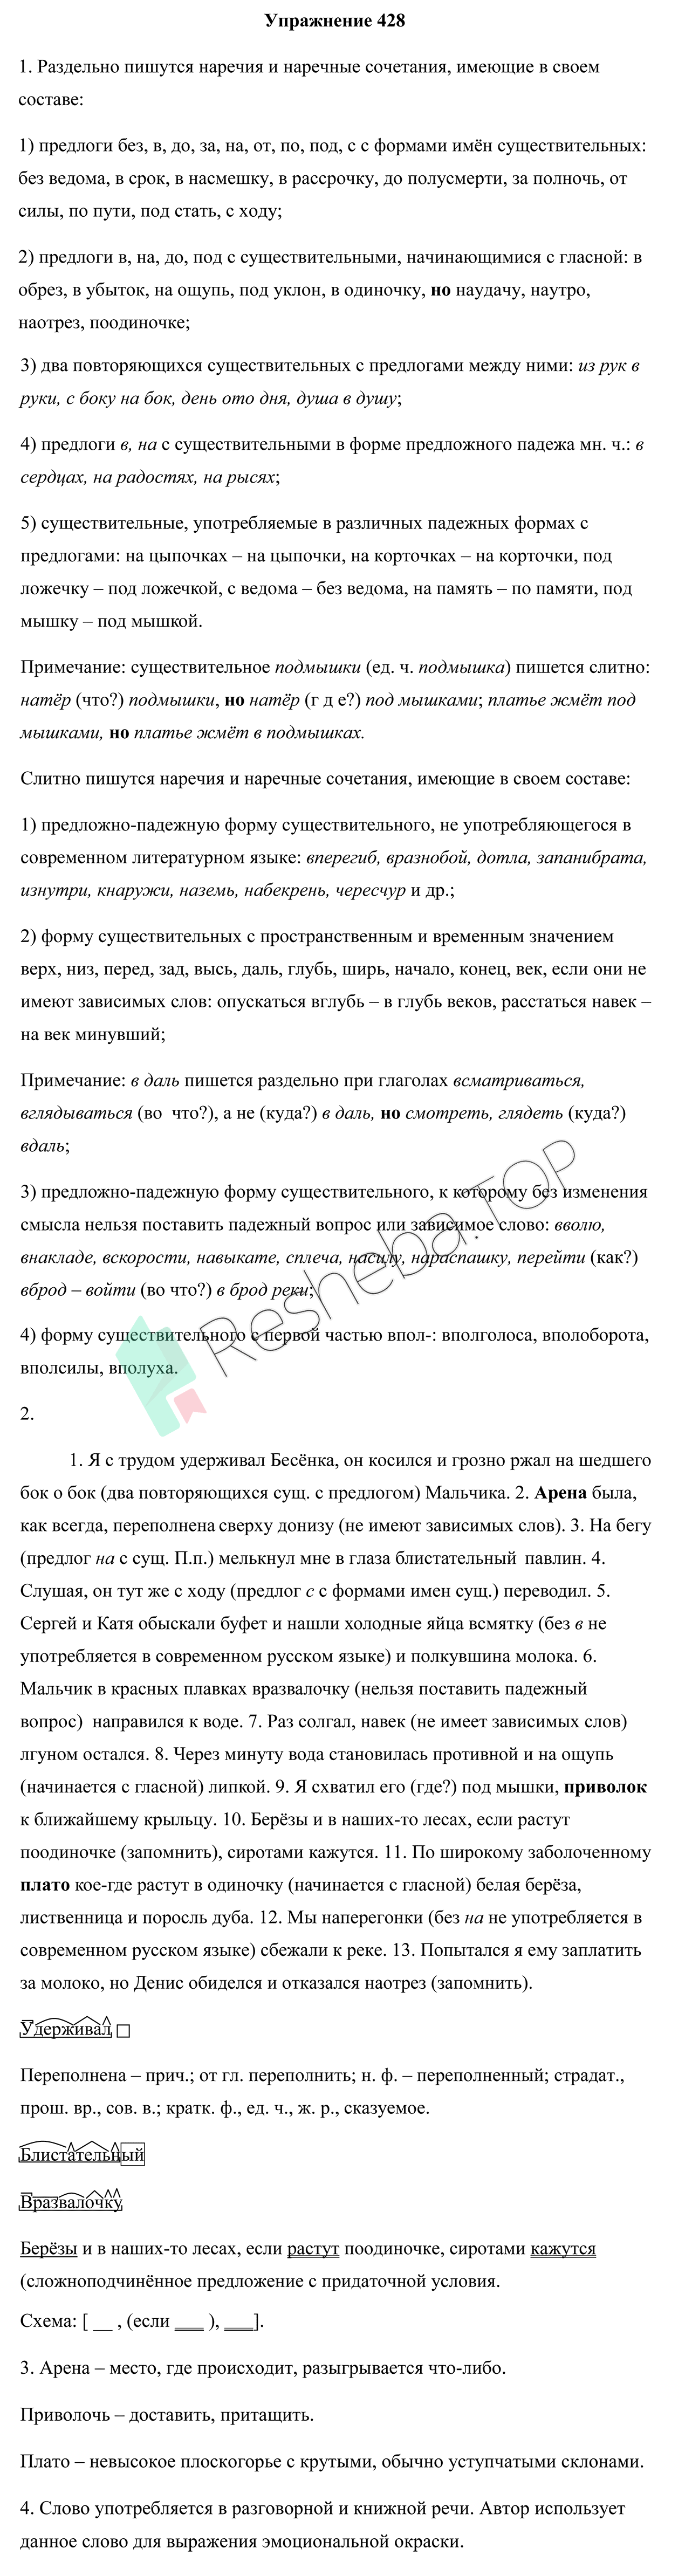 Упражнение 428
1. Раздельно пишутся наречия и наречные сочетания, имеющие в своем
составе:
1) предлоги без, в, до, за, на, от, по, под, с с формами имён существительных:
без ведома, в срок, в насмешку, в рассрочку, до полусмерти, за полночь, от
силы, по пути, под стать, с ходу;
2) предлоги в, на, до, под с существительными, начинающимися с гласной: в
обрез, в убыток, на ощупь, под уклон, в одиночку, но наудачу, наутро,
наотрез, поодиночке;
3) два повторяющихся существительных с предлогами между ними: из рук в
руки, с боку на бок, день ото дня, душа в душу;
4) предлоги в, на с существительными в форме предложного падежа мн. ч.: в
сердцах, на радостях, на рысях;
5) существительные, употребляемые в различных падежных формах с
предлогами: на цыпочках – на цыпочки, на корточках – на корточки, под
ложечку – под ложечкой, с ведома – без ведома, на память – по памяти, под
мышку – под мышкой.
Примечание: существительное подмышки (ед. ч. подмышка) пишется слитно:
натёр (что?) подмышки, но натёр (г д е?) под мышками; платье жмёт под
мышками, но платье жмёт в подмышках.
Слитно пишутся наречия и наречные сочетания, имеющие в своем составе:
1) предложно-падежную форму существительного, не употребляющегося в
современном литературном языке: вперегиб, вразнобой, дотла, запанибрата,
изнутри, кнаружи, наземь, набекрень, чересчур и др.;
2) форму существительных с пространственным и временным значением
верх, низ, перед, зад, высь, даль, глубь, ширь, начало, конец, век, если они не
имеют зависимых слов: опускаться вглубь – в глубь веков, расстаться навек –
на век минувший;
Примечание: в даль пишется раздельно при глаголах всматриваться,
вглядываться (во что?), а не (куда?) в даль, но смотреть, глядеть (куда?)
вдаль;
3) предложно-падежную форму существительного, к которому без изменения
смысла нельзя поставить падежный вопрос или зависимое слово: вволю,
внакладе, вскорости, навыкате, сплеча, насилу, нараспашку, перейти (как?)
вброд – войти (во что?) в брод реки;
4) форму существительного с первой частью впол-: вполголоса, вполоборота,
вполсилы, вполуха.
Resheba.TOP
2.
1. Я с трудом удерживал Бесёнка, он косился и грозно ржал на шедшего
бок о бок (два повторяющихся сущ. с предлогом) Мальчика. 2. Арена была,
как всегда, переполнена сверху донизу (не имеют зависимых слов). 3. На бегу
(предлог на с сущ. П.п.) мелькнул мне в глаза блистательный павлин. 4.
Слушая, он тут же с ходу (предлог с с формами имен сущ.) переводил. 5.
Сергей и Катя обыскали буфет и нашли холодные яйца всмятку (без в не
употребляется в современном русском языке) и полкувшина молока. 6.
Мальчик в красных плавках вразвалочку (нельзя поставить падежный
вопрос) направился к воде. 7. Раз солгал, навек (не имеет зависимых слов)
лгуном остался. 8. Через минуту вода становилась противной и на ощупь
(начинается с гласной) липкой. 9. Я схватил его (где?) под мышки, приволок
к ближайшему крыльцу. 10. Берёзы и в наших-то лесах, если растут
поодиночке (запомнить), сиротами кажутся. 11. По широкому заболоченному
плато кое-где растут в одиночку (начинается с гласной) белая берёза,
лиственница и поросль дуба. 12. Мы наперегонки (без на не употребляется в
современном русском языке) сбежали к реке. 13. Попытался я ему заплатить
за молоко, но Денис обиделся и отказался наотрез (запомнить).
Удерживал
Переполнена – прич.; от гл. переполнить; н. ф. – переполненный; страдат.,
прош. вр., сов. в.; кратк. ф., ед. ч., ж. р., сказуемое.
Блистательный
Вразвалочку
Берёзы и в наших-то лесах, если растут поодиночке, сиротами кажутся
(сложноподчинённое предложение с придаточной условия.
Схема: [ __ , (если ___ ), ___].
3. Арена – место, где происходит, разыгрывается что-либо.
Приволочь – доставить, притащить.
Плато – невысокое плоскогорье с крутыми, обычно уступчатыми склонами.
4. Слово употребляется в разговорной и книжной речи. Автор использует
данное слово для выражения эмоциональной окраски.